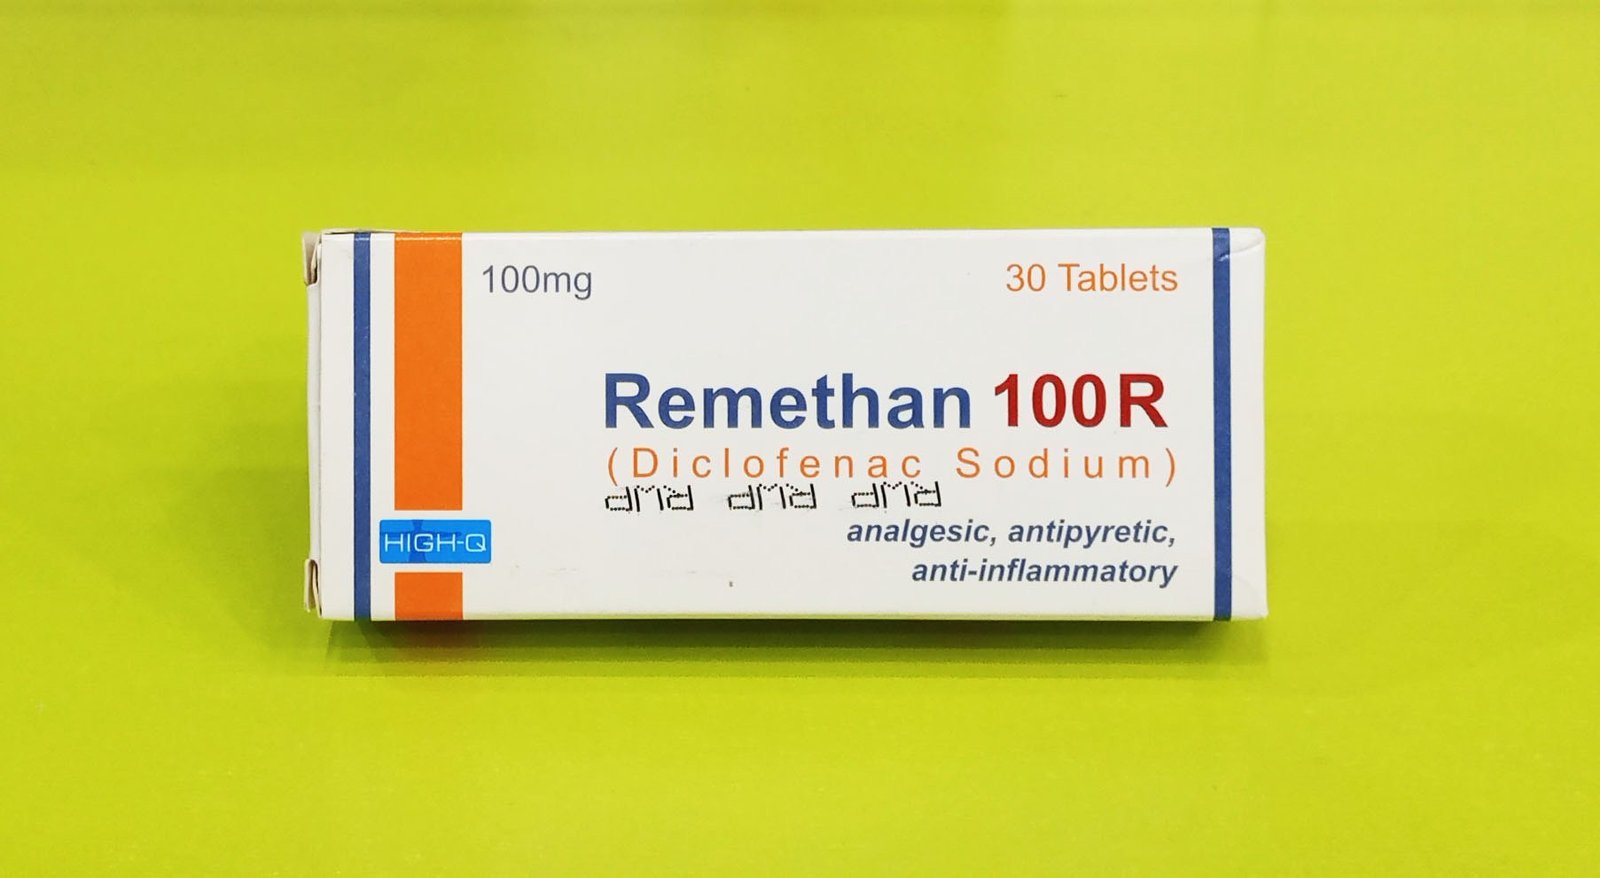 100mg
30 Tablets
Remethan 100R
(Diclofenac Sodium)
analgesic, antipyretic,
anti-inflammatory
HIGH-Q